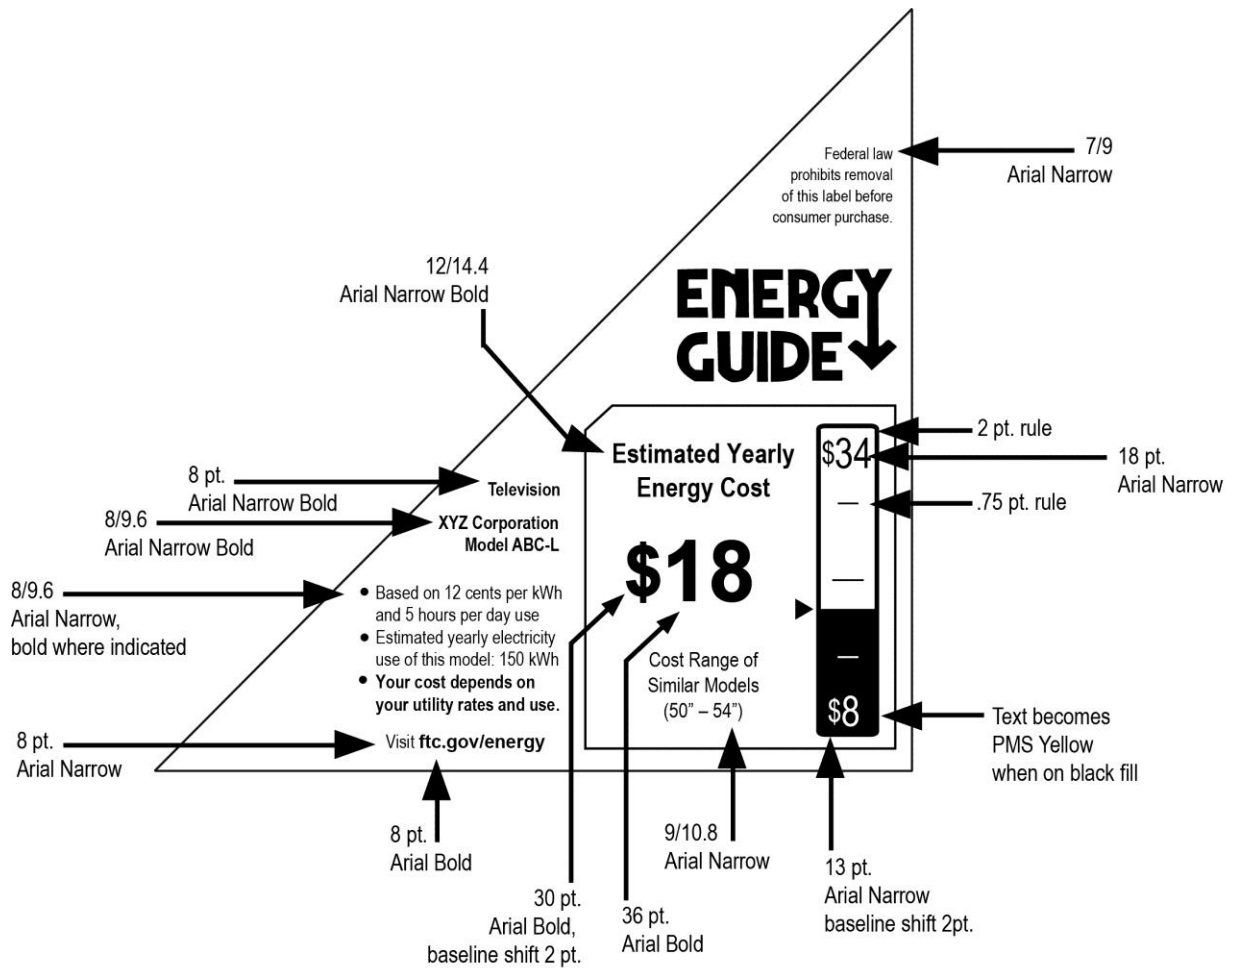 Federal law
prohibits removal
of this label before
consumer purchase.
7/9
Arial Narrow
12/14.4
Arial Narrow Bold
ENERGY
GUIDE
Estimated Yearly
Energy Cost
$18
Cost Range of
Similar Models
(50” – 54”)
$34
$8
2 pt. rule
18 pt.
Arial Narrow
.75 pt. rule
8 pt.
Arial Narrow Bold
Television
8/9.6
Arial Narrow Bold
XYZ Corporation
Model ABC-L
8/9.6
Arial Narrow,
bold where indicated
• Based on 12 cents per kWh
and 5 hours per day use
• Estimated yearly electricity
use of this model: 150 kWh
• Your cost depends on
your utility rates and use.
8 pt.
Arial Narrow
Visit ftc.gov/energy
Text becomes
PMS Yellow
when on black fill
8 pt.
Arial Bold
30 pt.
Arial Bold,
baseline shift 2 pt.
36 pt.
Arial Bold
9/10.8
Arial Narrow
13 pt.
Arial Narrow
baseline shift 2pt.